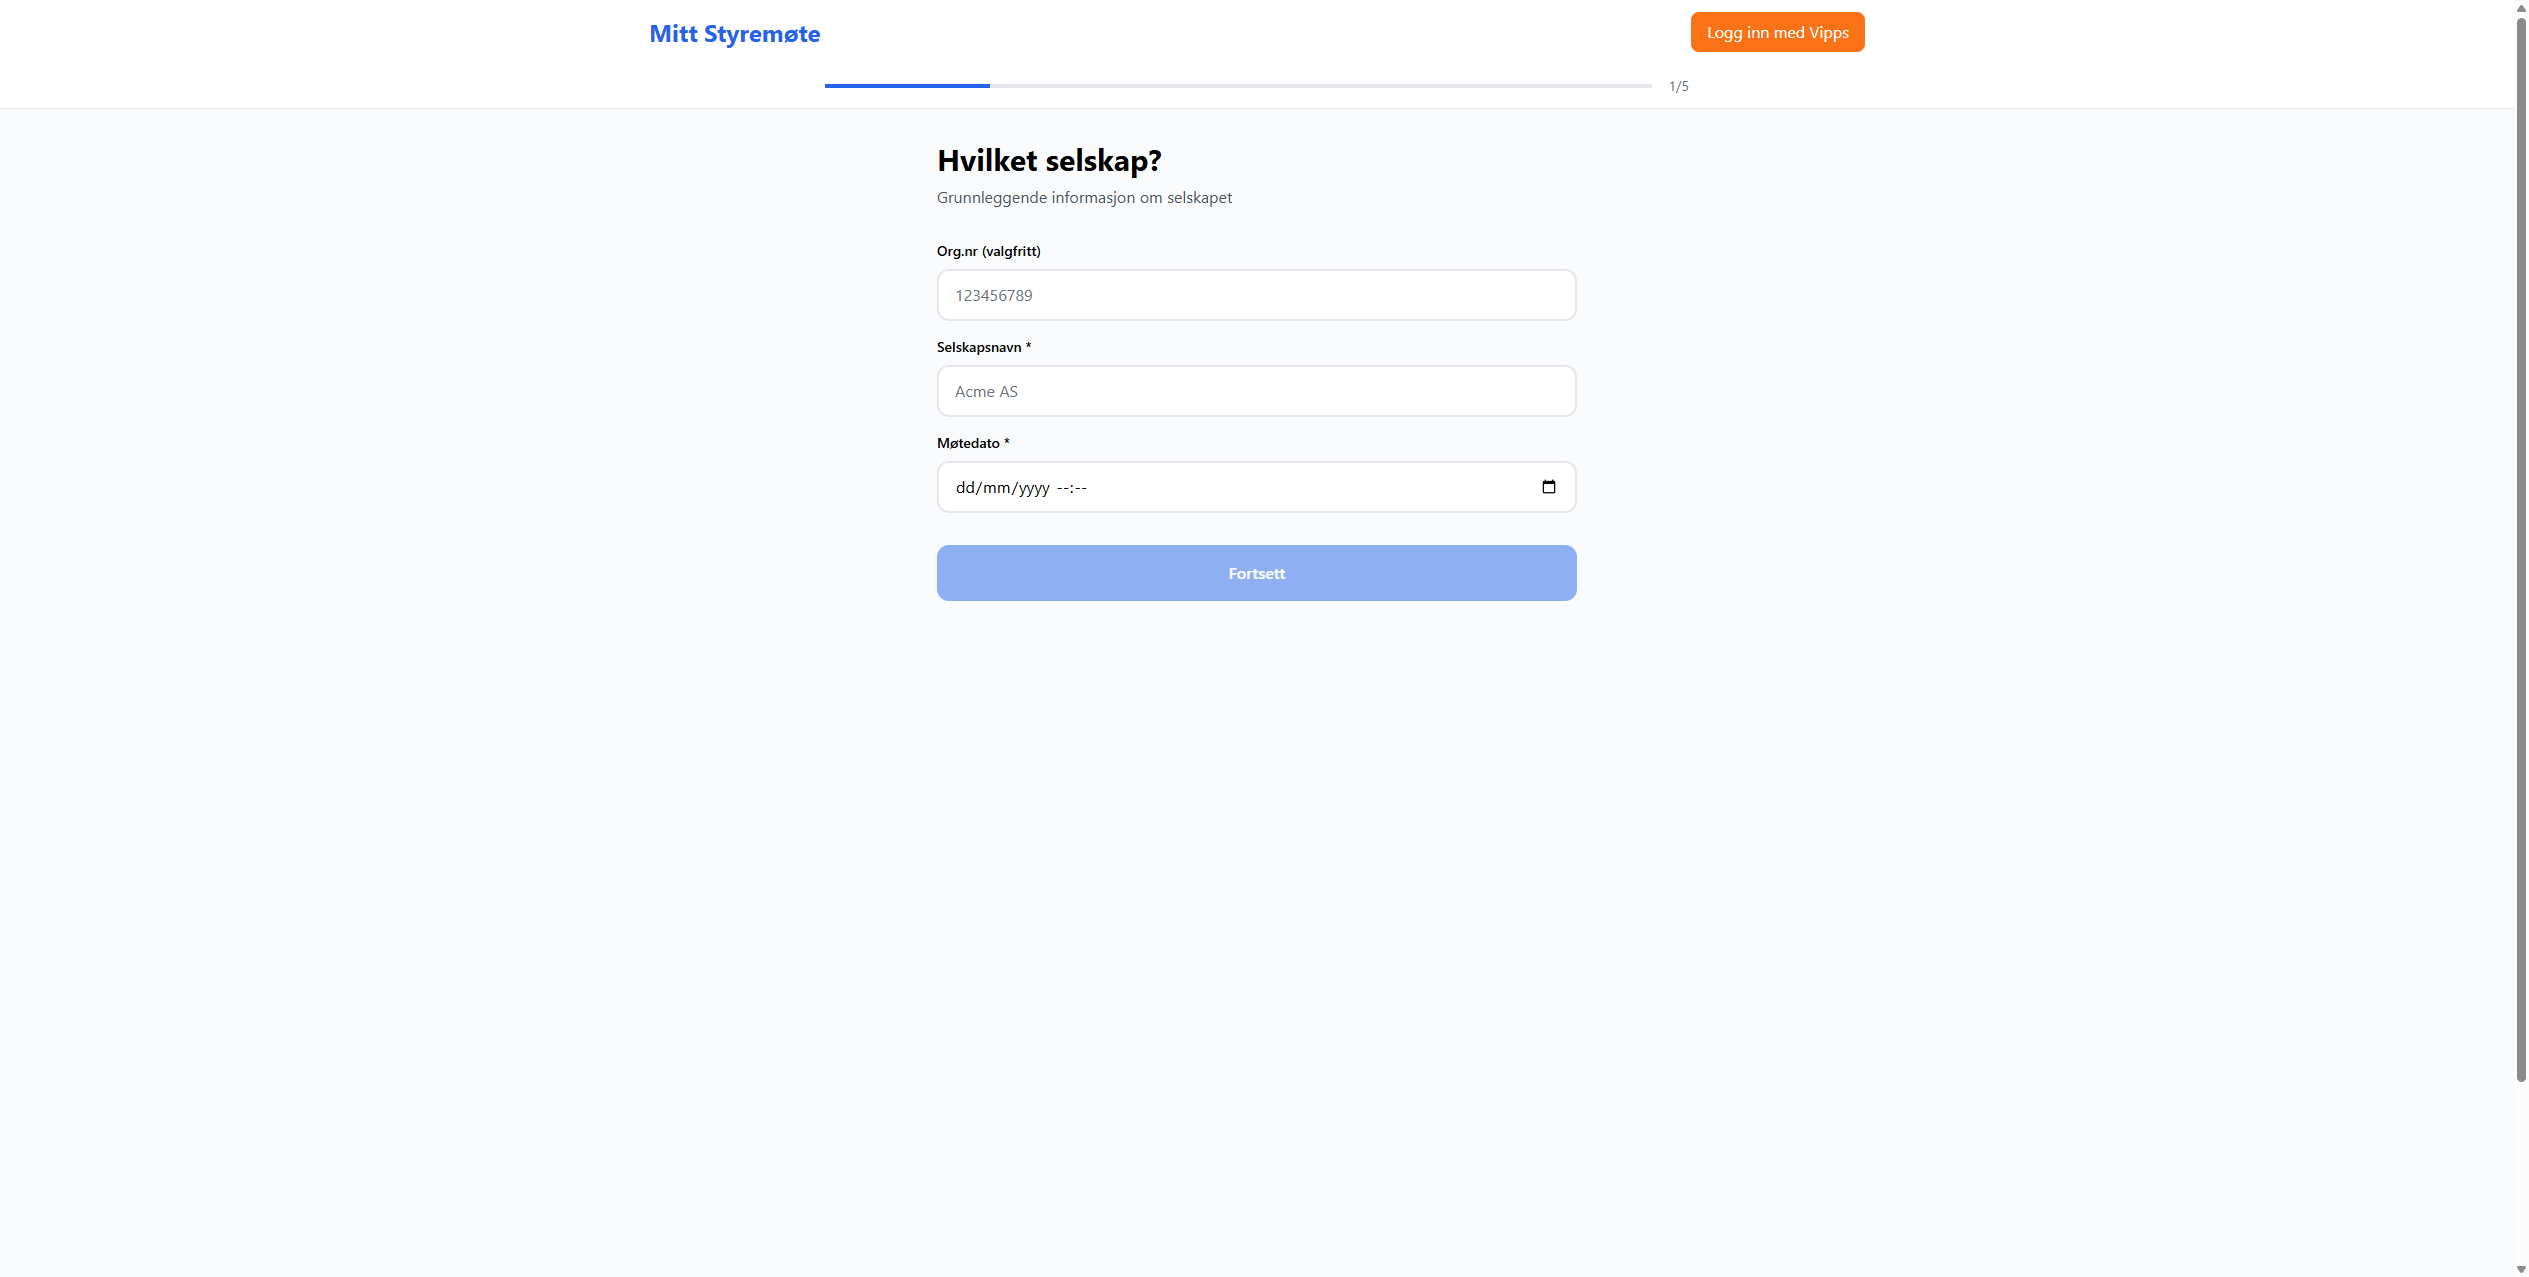 Mitt Styremøte
Logg inn med Vipps
1/5
Hvilket selskap?
Grunnleggende informasjon om selskapet
Org.nr (valgfritt)
123456789
Selskapsnavn *
Acme AS
Møtedato *
dd/mm/yyyy --:--
Fortsett